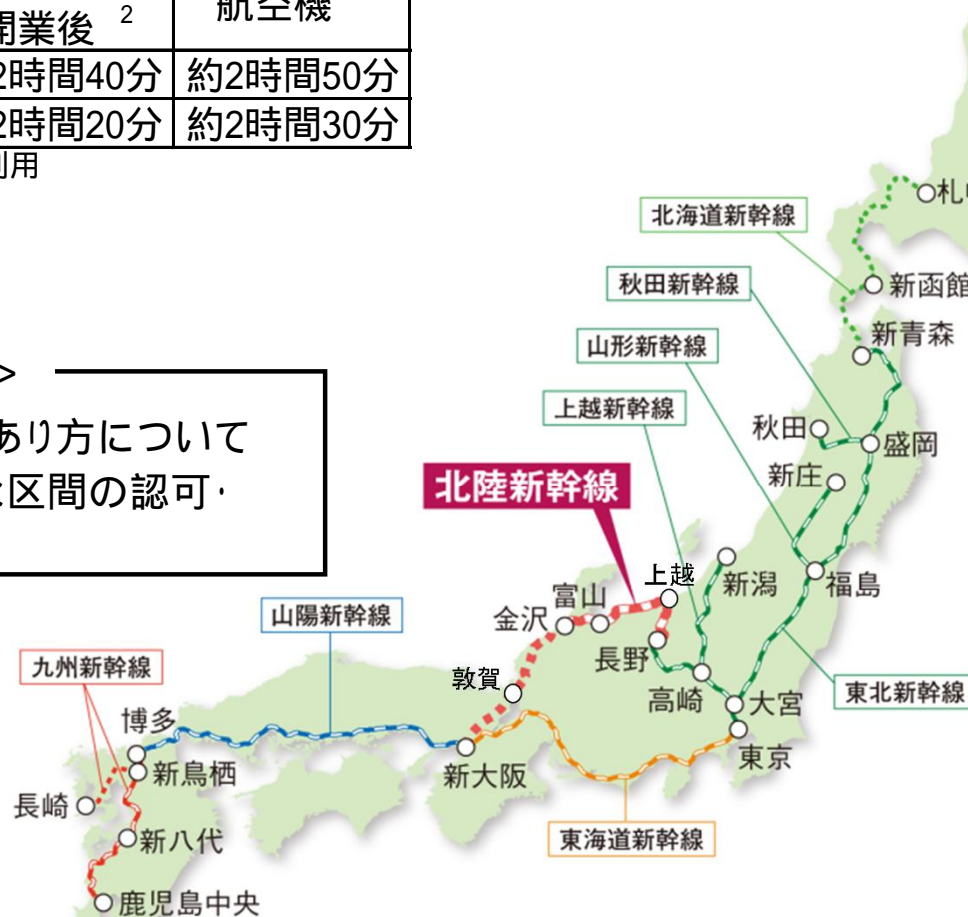 開業後 2
航空機
2時間40分 約2時間50分
2時間20分 約2時間30分
利用
>
あり方について
区間の認可・
北海道新幹線
札
秋田新幹線
新函館
山形新幹線
新青森
上越新幹線
秋田
盛岡
北陸新幹線
新庄
上越
新潟
福島
富山
金沢
山陽新幹線
長野
九州新幹線
敦賀
高崎
大宮
東北新幹線
博多
東京
新鳥栖
新大阪
長崎
新八代
東海道新幹線
鹿児島中央